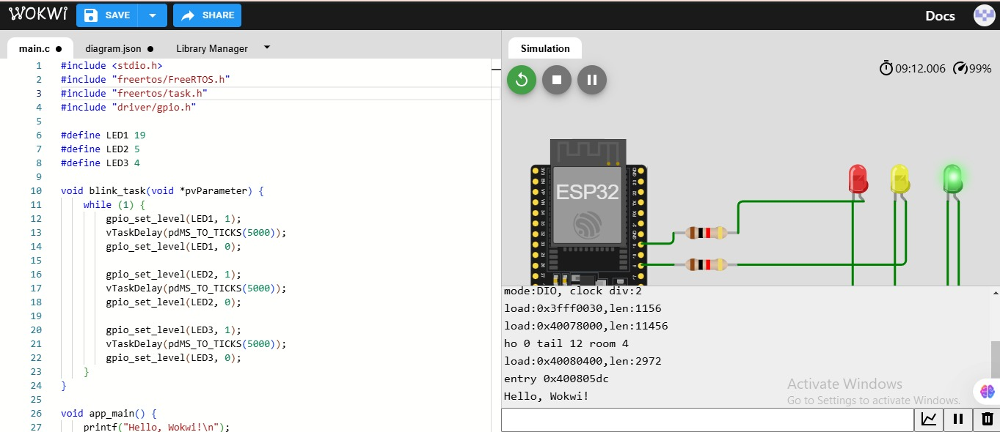 WOKWI SAVE SHARE Docs
main.c ● diagram.json ● Library Manager
Simulation
09:12.006 99%
1 #include <stdio.h>
2 #include "freertos/FreeRTOS.h"
3 #include "freertos/task.h"
4 #include "driver/gpio.h"
5
6 #define LED1 19
7 #define LED2 5
8 #define LED3 4
9
10 void blink_task(void *pvParameter) {
11 while (1) {
12 gpio_set_level(LED1, 1);
13 vTaskDelay(pdMS_TO_TICKS(5000));
14 gpio_set_level(LED1, 0);
15
16 gpio_set_level(LED2, 1);
17 vTaskDelay(pdMS_TO_TICKS(5000));
18 gpio_set_level(LED2, 0);
19
20 gpio_set_level(LED3, 1);
21 vTaskDelay(pdMS_TO_TICKS(5000));
22 gpio_set_level(LED3, 0);
23 }
24 }
25
26 void app_main() {
27 printf("Hello, Wokwi!\n");
ESP32
mode:DIO, clock div:2
load:0x3fff0030,len:1156
load:0x40078000,len:11456
ho 0 tail 12 room 4
load:0x40080400,len:2972
entry 0x400805dc
Hello, Wokwi!
Activate Windows
Go to Settings to activate Windows.